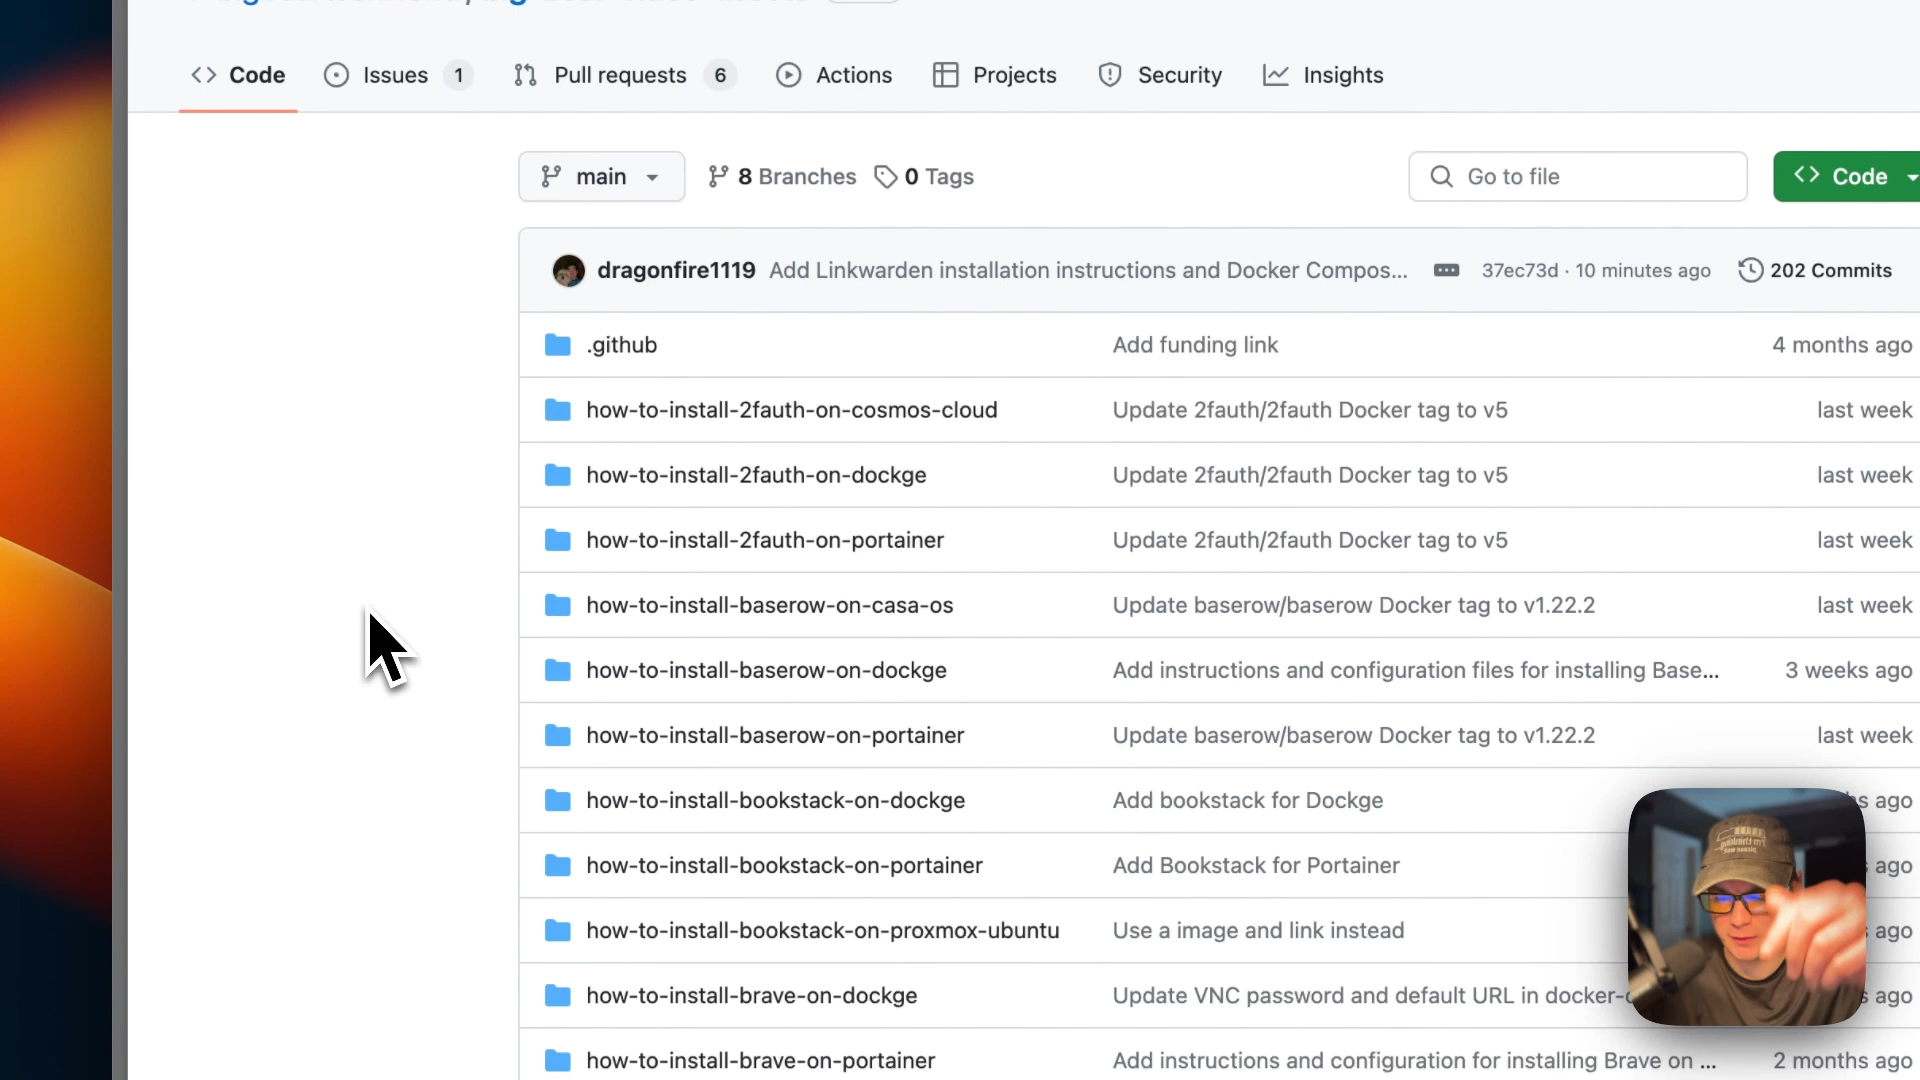 Code Issues 1 Pull requests 6 Actions Projects Security Insights
main 8 Branches 0 Tags Go to file Code
dragonfire1119 Add Linkwarden installation instructions and Docker Compos... 37ec73d · 10 minutes ago 202 Commits
.github Add funding link 4 months ago
how-to-install-2fauth-on-cosmos-cloud Update 2fauth/2fauth Docker tag to v5 last week
how-to-install-2fauth-on-dockge Update 2fauth/2fauth Docker tag to v5 last week
how-to-install-2fauth-on-portainer Update 2fauth/2fauth Docker tag to v5 last week
how-to-install-baserow-on-casa-os Update baserow/baserow Docker tag to v1.22.2 last week
how-to-install-baserow-on-dockge Add instructions and configuration files for installing Base... 3 weeks ago
how-to-install-baserow-on-portainer Update baserow/baserow Docker tag to v1.22.2 last week
how-to-install-bookstack-on-dockge Add bookstack for Dockge ago
how-to-install-bookstack-on-portainer Add Bookstack for Portainer ago
how-to-install-bookstack-on-proxmox-ubuntu Use a image and link instead ago
how-to-install-brave-on-dockge Update VNC password and default URL in docker- ago
how-to-install-brave-on-portainer Add instructions and configuration for installing Brave on ... 2 months ago